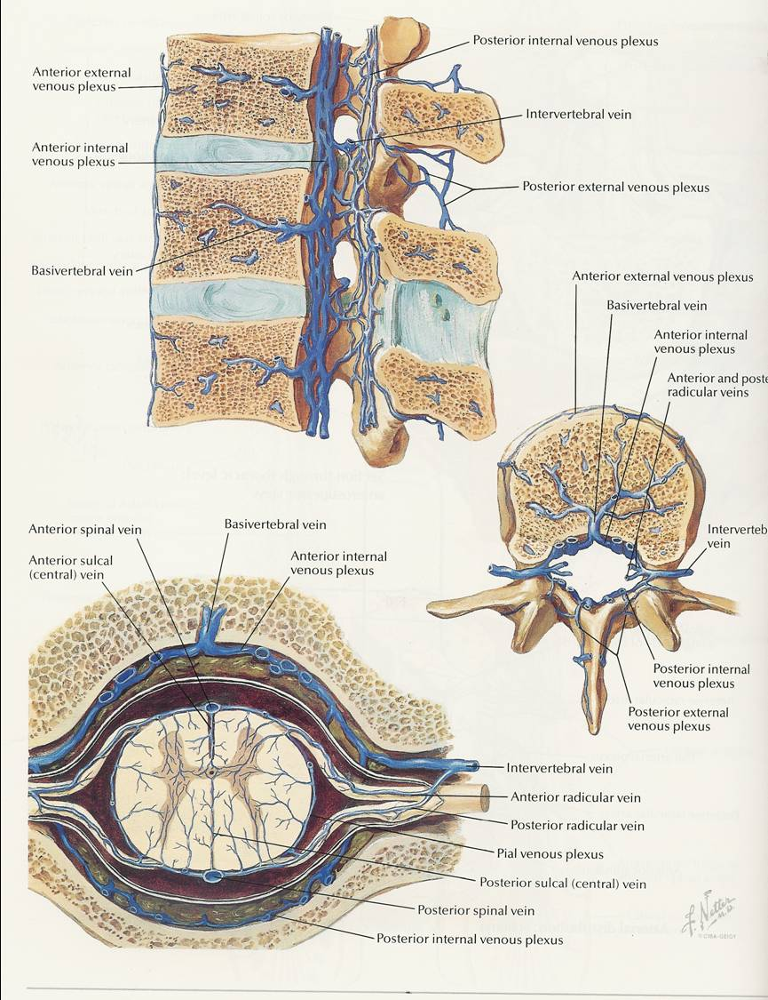 Posterior internal venous plexus
Anterior external
venous plexus
Intervertebral vein
Anterior internal
venous plexus
Posterior external venous plexus
Basivertebral vein
Anterior external venous plexus
Basivertebral vein
Anterior internal
venous plexus
Anterior and poste
radicular veins
Interverteb
vein
Posterior internal
venous plexus
Posterior external
venous plexus
Anterior spinal vein
Basivertebral vein
Anterior sulcal
(central) vein
Anterior internal
venous plexus
Intervertebral vein
Anterior radicular vein
Posterior radicular vein
Pial venous plexus
Posterior sulcal (central) vein
Posterior spinal vein
Posterior internal venous plexus
F. Netter
M.D.
© CIBA-GEIGY